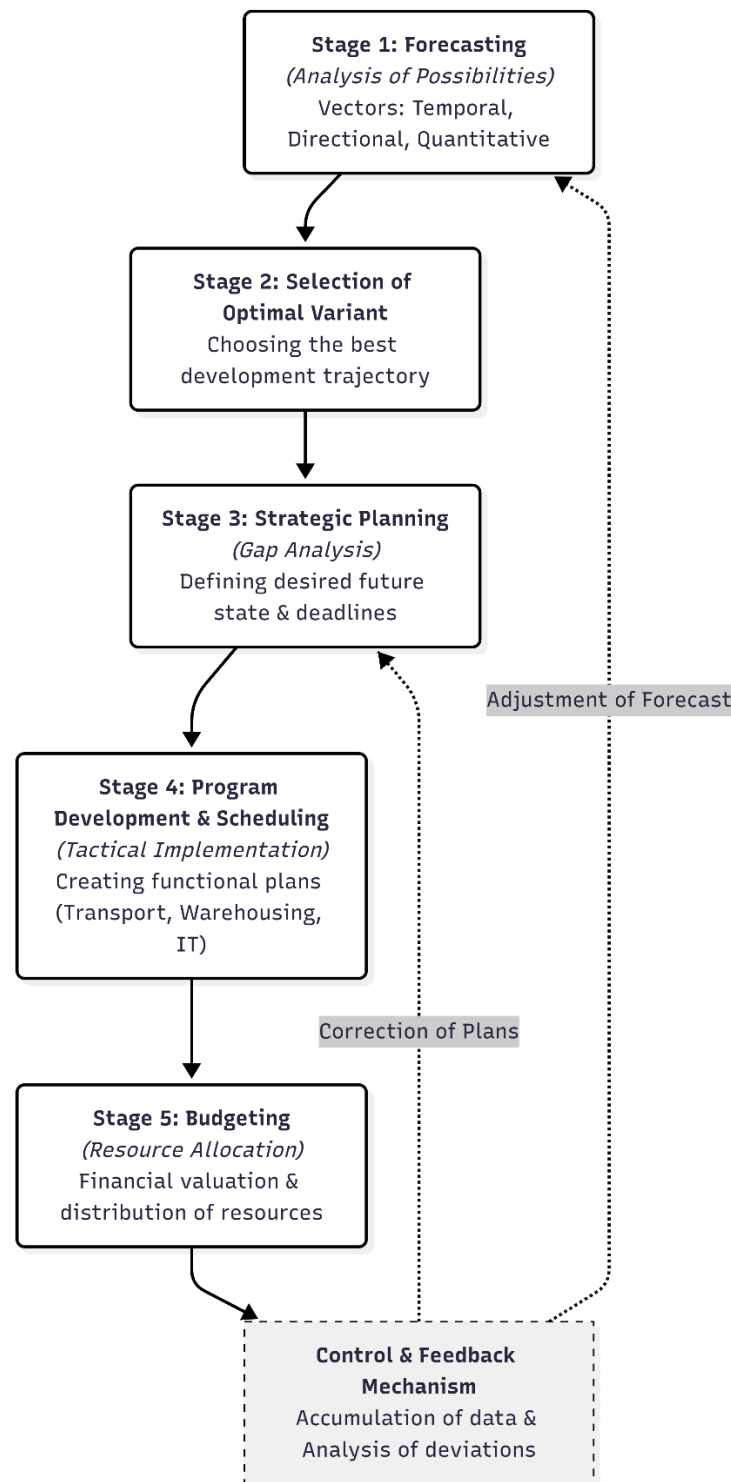 Stage 1: Forecasting
(Analysis of Possibilities)
Vectors: Temporal,
Directional, Quantitative
Stage 2: Selection of
Optimal Variant
Choosing the best
development trajectory
Stage 3: Strategic Planning
(Gap Analysis)
Defining desired future
state & deadlines
Adjustment of Forecast
Stage 4: Program
Development & Scheduling
(Tactical Implementation)
Creating functional plans
(Transport, Warehousing,
IT)
Correction of Plans
Stage 5: Budgeting
(Resource Allocation)
Financial valuation &
distribution of resources
Control & Feedback
Mechanism
Accumulation of data &
Analysis of deviations